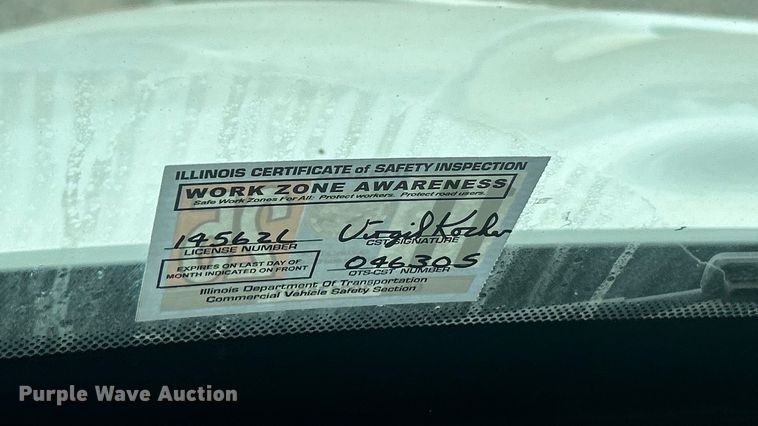 ILLINOIS CERTIFICATE of SAFETY INSPECTION
WORK ZONE AWARENESS
Safe Work Zones For All: Protect workers. Protect road users.
145621 Virgil Kocher
LICENSE NUMBER CST SIGNATURE
EXPIRES ON LAST DAY OF
MONTH INDICATED ON FRONT
046305
OTS-CST NUMBER
Illinois Department Of Transportation
Commercial Vehicle Safety Section
Purple Wave Auction